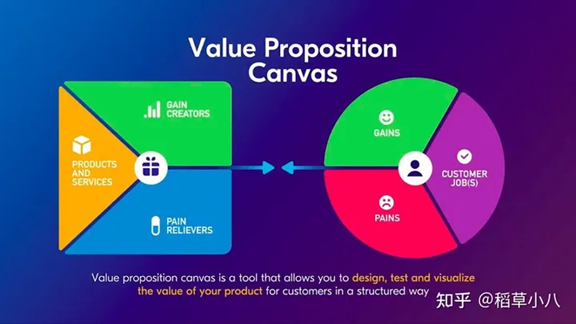 Value Proposition
Canvas
GAIN
CREATORS
PRODUCTS
AND
SERVICES
PAIN
RELIEVERS
GAINS
CUSTOMER
JOB(S)
PAINS
Value proposition canvas is a tool that allows you to design, test and visualize
the value of your product for customers in a structured way
知乎 @稻草小八